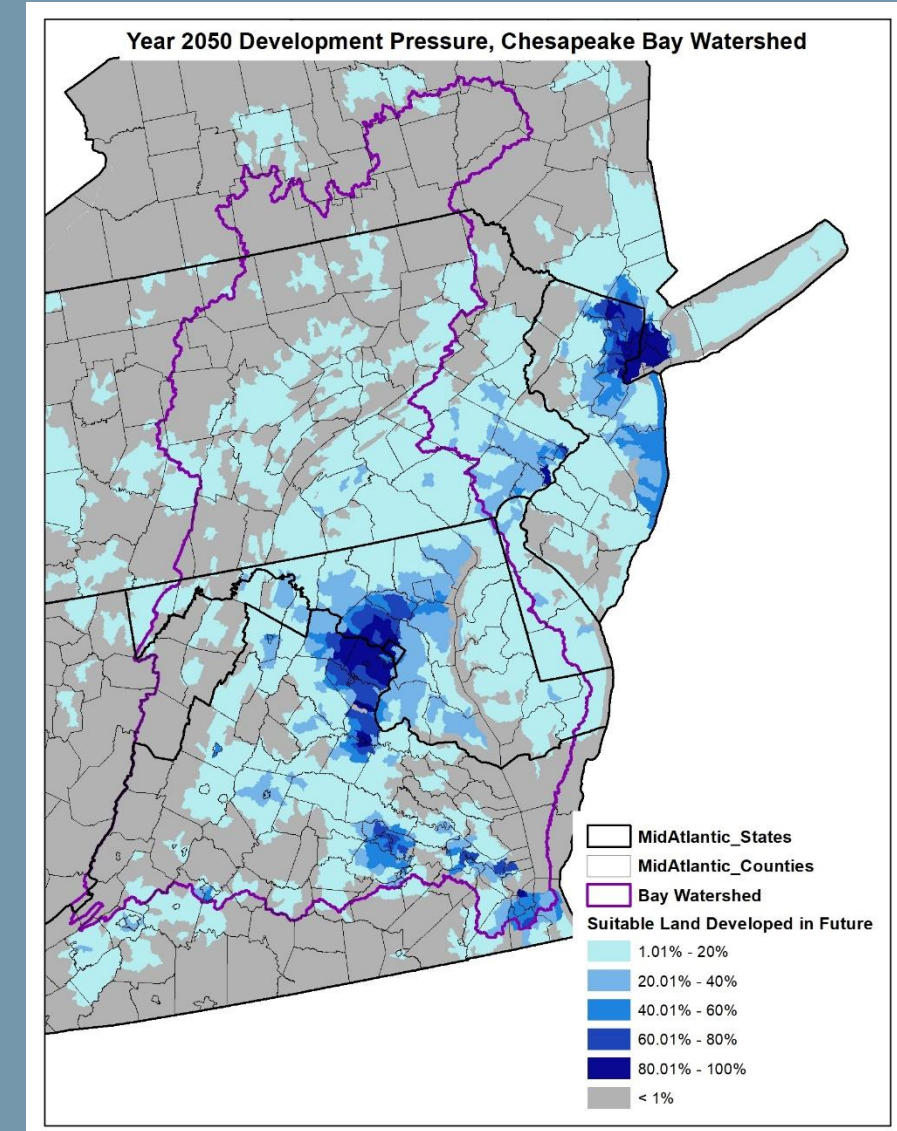 Year 2050 Development Pressure, Chesapeake Bay Watershed
MidAtlantic_States
MidAtlantic_Counties
Bay Watershed
Suitable Land Developed in Future
1.01% - 20%
20.01% - 40%
40.01% - 60%
60.01% - 80%
80.01% - 100%
< 1%